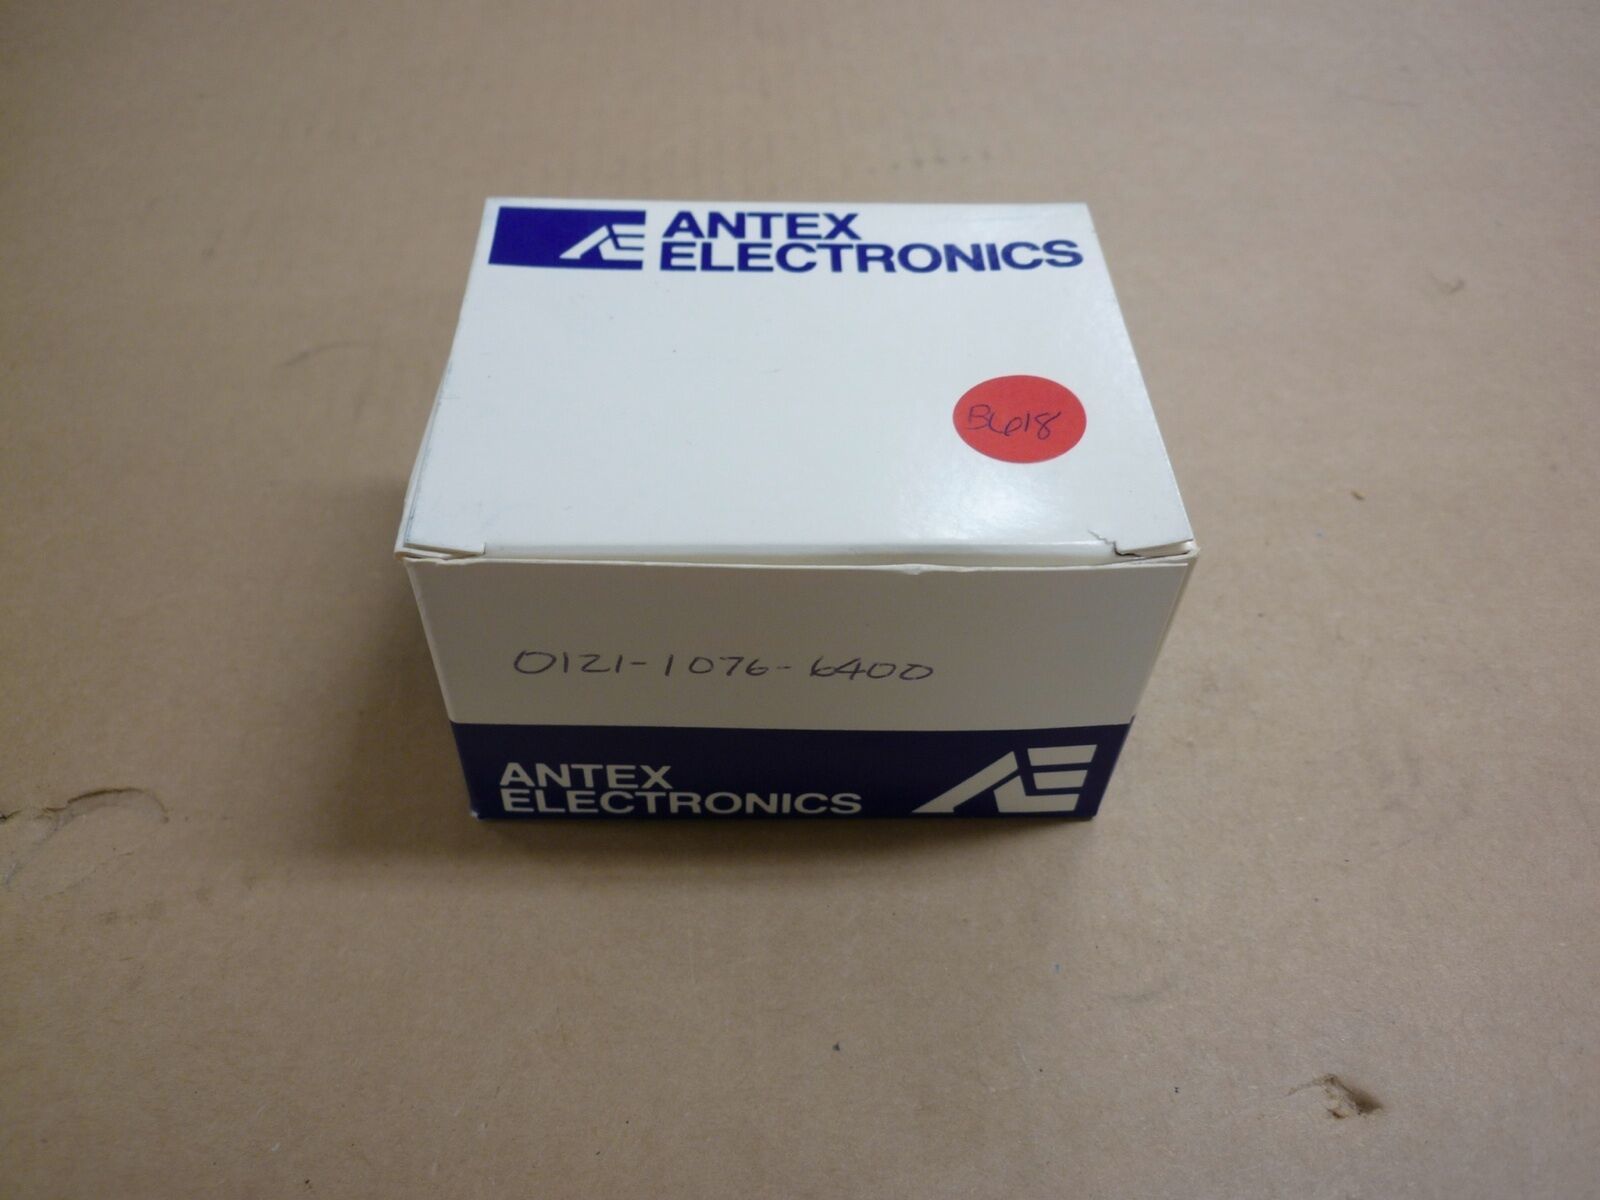 ANTEX
ELECTRONICS
B618
0121-1076-6400
ANTEX
ELECTRONICS